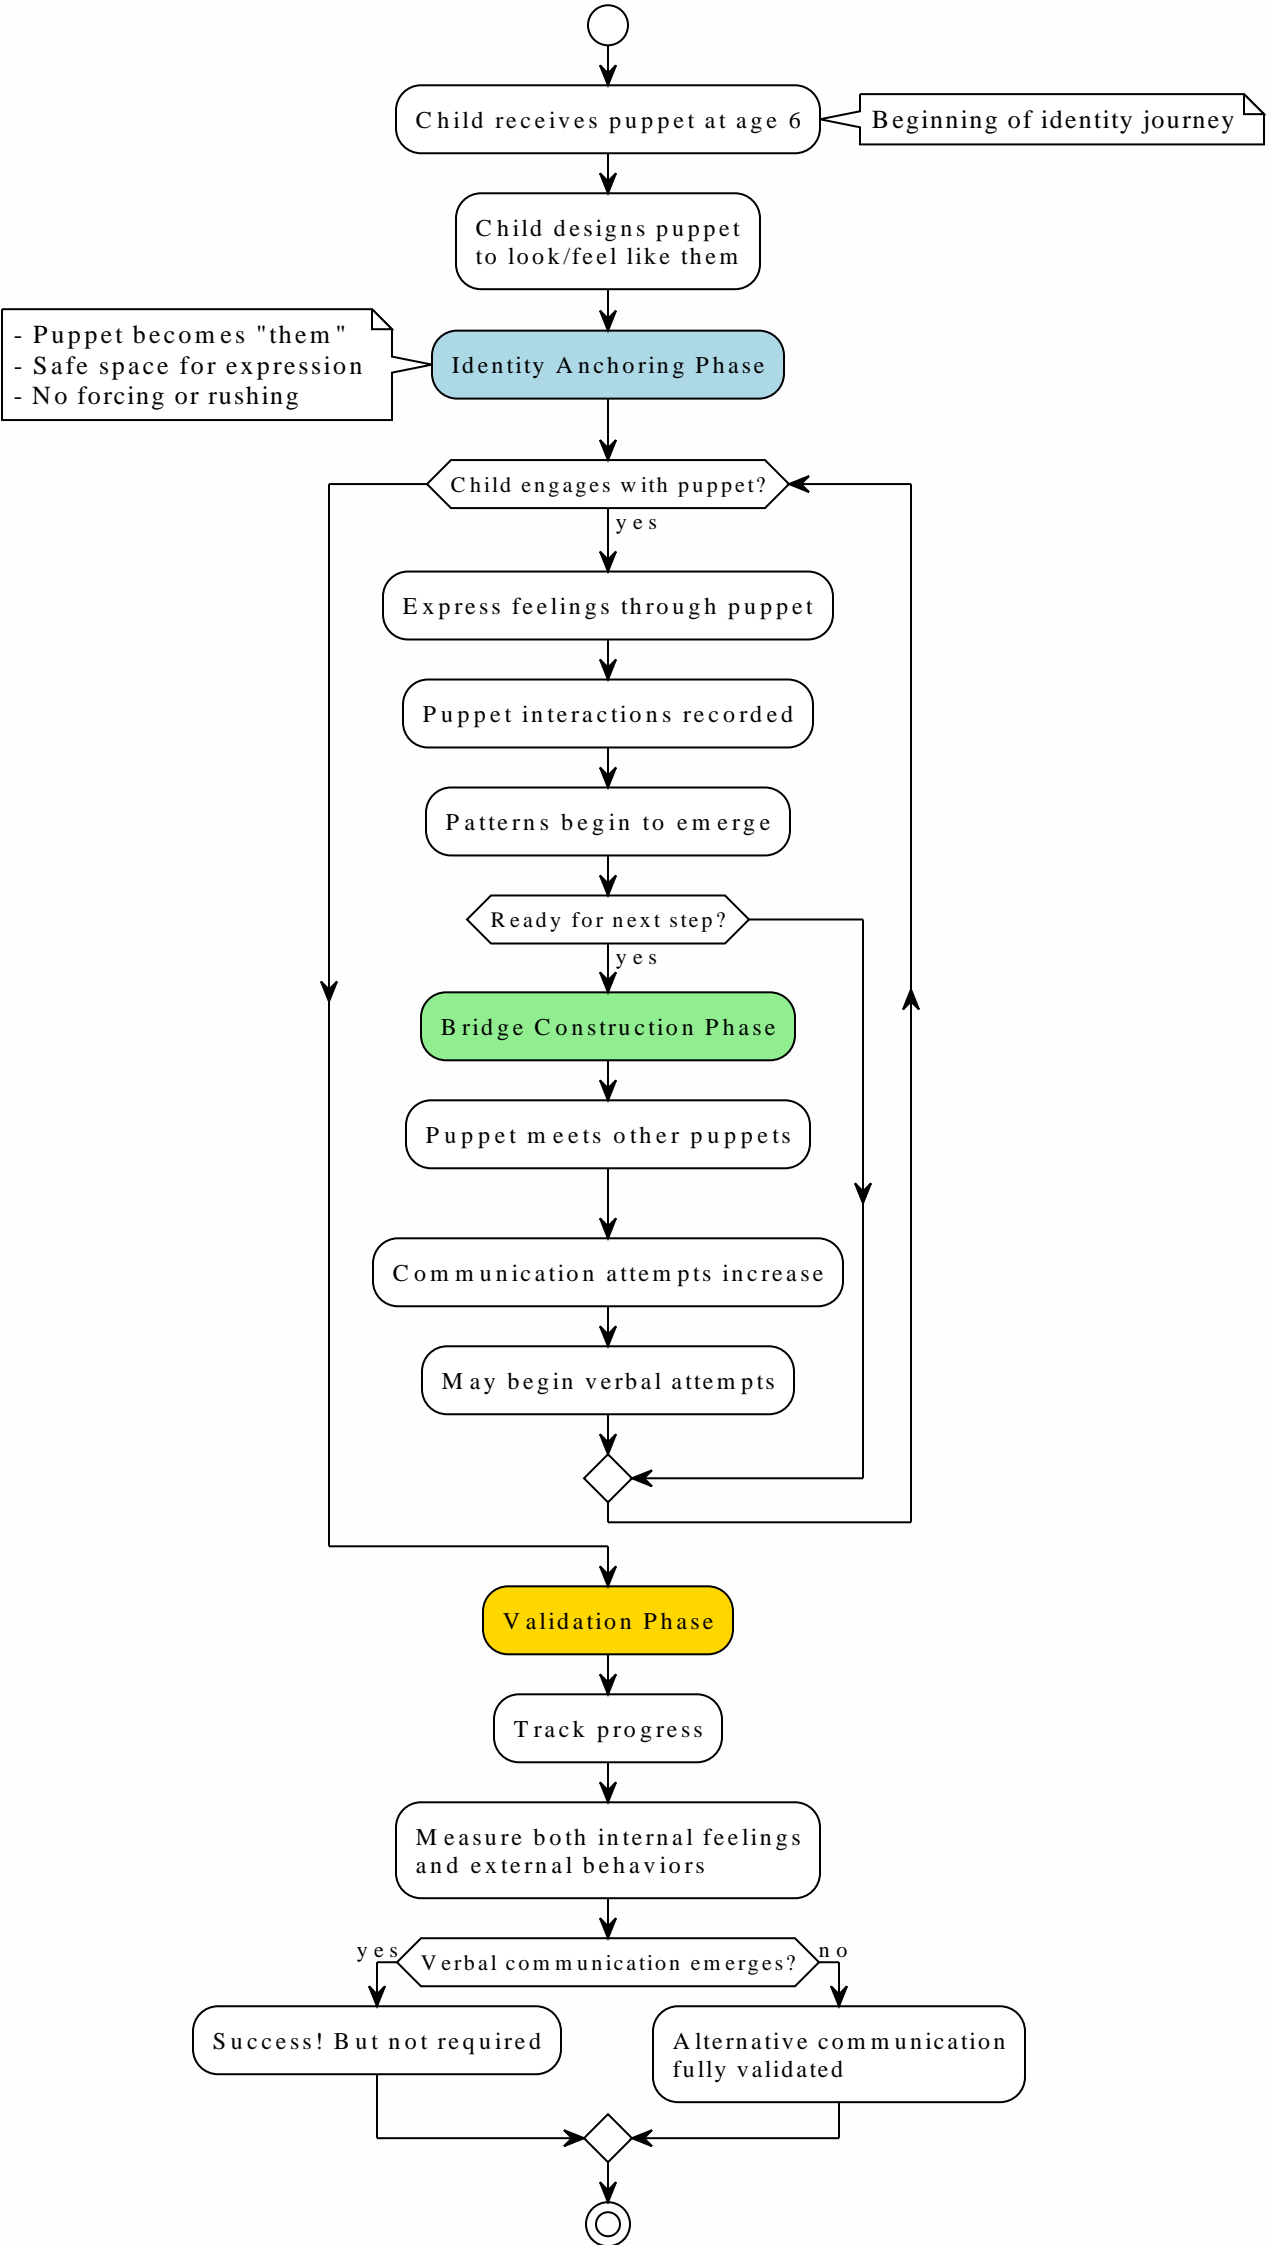 Child receives puppet at age 6
Beginning of identity journey
Child designs puppet
to look/feel like them
- Puppet becomes "them"
- Safe space for expression
- No forcing or rushing
Identity Anchoring Phase
Child engages with puppet?
yes
Express feelings through puppet
Puppet interactions recorded
Patterns begin to emerge
Ready for next step?
yes
Bridge Construction Phase
Puppet meets other puppets
Communication attempts increase
May begin verbal attempts
Validation Phase
Track progress
Measure both internal feelings
and external behaviors
yes
Verbal communication emerges?
no
Success! But not required
Alternative communication
fully validated